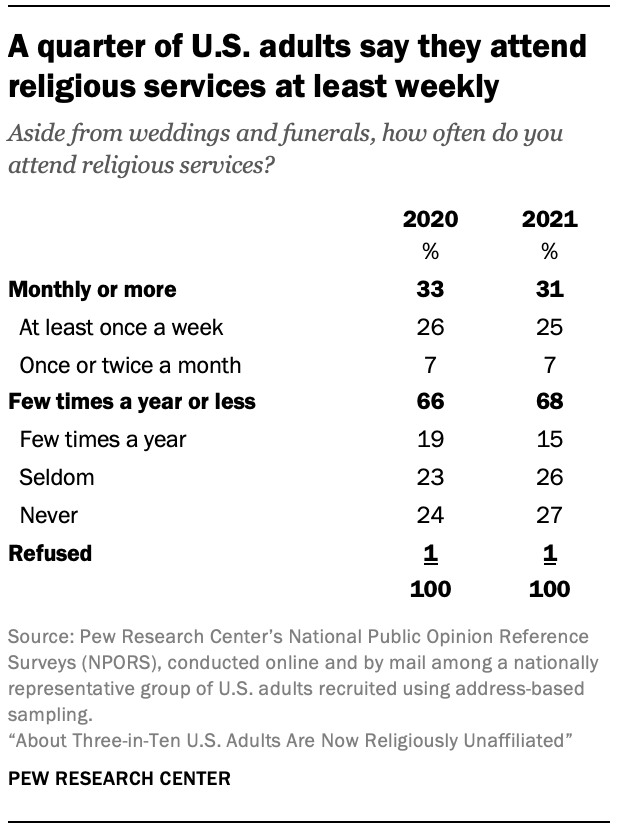 A quarter of U.S. adults say they attend
religious services at least weekly
Aside from weddings and funerals, how often do you
attend religious services?
2020 2021
% %
Monthly or more 33 31
At least once a week 26 25
Once or twice a month 7 7
Few times a year or less 66 68
Few times a year 19 15
Seldom 23 26
Never 24 27
Refused 1 1
100 100
Source: Pew Research Center’s National Public Opinion Reference
Surveys (NPORS), conducted online and by mail among a nationally
representative group of U.S. adults recruited using address-based
sampling.
“About Three-in-Ten U.S. Adults Are Now Religiously Unaffiliated”
PEW RESEARCH CENTER